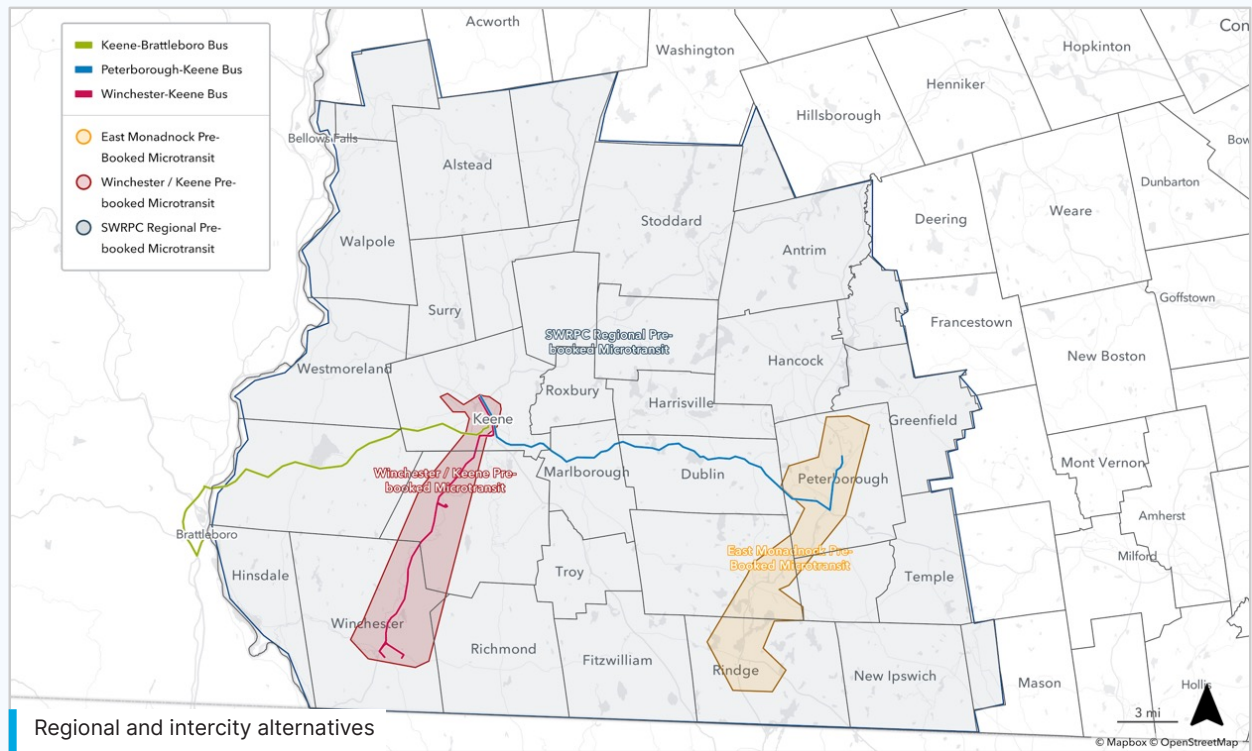 Keene-Brattleboro Bus
Peterborough-Keene Bus
Winchester-Keene Bus
East Monadnock Pre-
Booked Microtransit
Winchester / Keene Pre-
booked Microtransit
SWRPC Regional Pre-
booked Microtransit
Acworth
Washington
Hopkinton
Con
Henniker
Hillsborough
Bellows Falls
Bow
Alstead
Dunbarton
Stoddard
Deering
Weare
Walpole
Antrim
Goffstown
Surry
Francestown
SWRPC Regional Pre-
booked Microtransit
New Boston
Hancock
Westmoreland
Roxbury
Harrisville
Keene
Greenfield
Mont Vernon
Winchester / Keene Pre-
booked Microtransit
Marlborough
Dublin
Peterborough
Amherst
Brattleboro
East Monadnock Pre-
Booked Microtransit
Milford
Hinsdale
Troy
Temple
Winchester
Richmond
Fitzwilliam
Rindge
New Ipswich
Mason
Hollis
3 mi
Regional and intercity alternatives
© Mapbox © OpenStreetMap